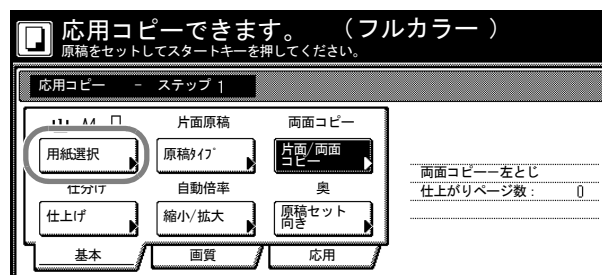 応用コピーできます。 （フルカラー ）
原稿をセットしてスタートキーを押してください。
応用コピー － ステップ 1
片面原稿 両面コピー
用紙選択 原稿ﾀｲﾌﾟ 片面/両面
コピー
両面コピーー左とじ
仕分け 自動倍率 奥
仕上がりページ数 : 0
仕上げ 縮小/拡大 原稿セット
向き
基本 画質 応用